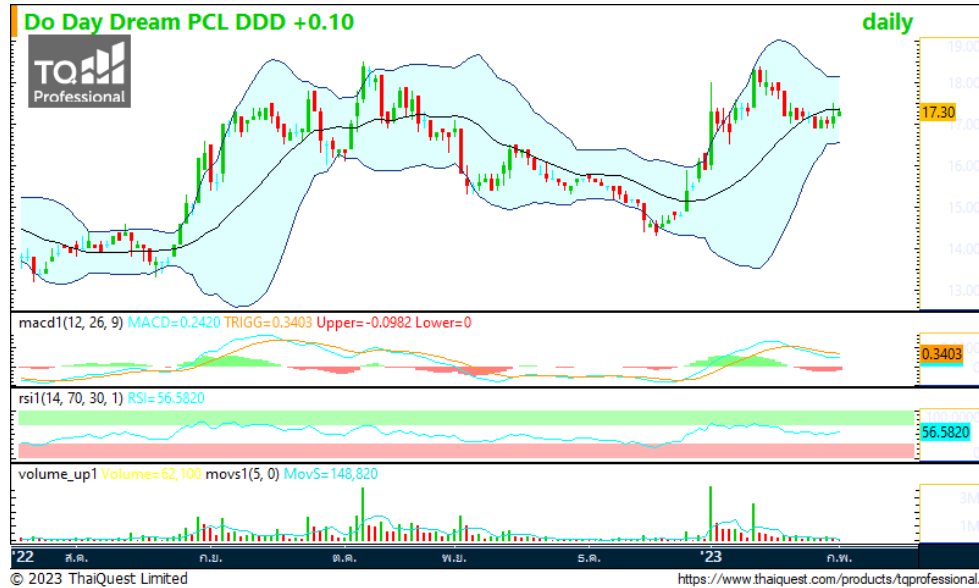 Do Day Dream PCL DDD +0.10 daily
TQ
Professional
19.00
18.00
17.30
16.00
15.00
14.00
13.00
macd1(12, 26, 9) MACD=0.2420 TRIGG=0.3403 Upper=-0.0982 Lower=0
0.3403
rsi1(14, 70, 30, 1) RSI=56.5820
56.5820
volume_up1 Volume=62,100 movs1(5, 0) MovS=148,820
3M
1M
'22 ส.ค. ก.ย. ต.ค. พ.ย. ธ.ค. '23 ก.พ.
© 2023 ThaiQuest Limited https://www.thaiquest.com/products/tqprofessional